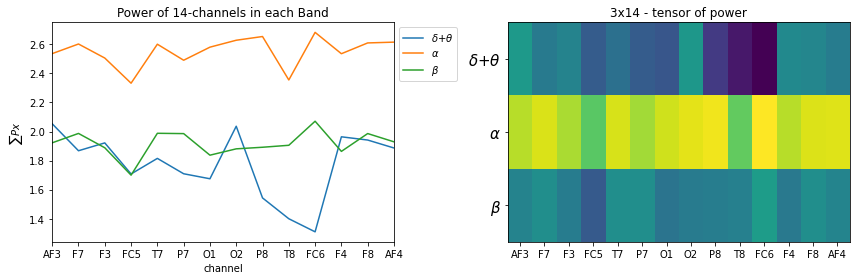 Power of 14-channels in each Band
∑Px
2.6
2.4
2.2
2.0
1.8
1.6
1.4
AF3 F7 F3 FC5 T7 P7 O1 O2 P8 T8 FC6 F4 F8 AF4
channel
δ+θ
α
β
3x14 - tensor of power
δ+θ
α
β
AF3 F7 F3 FC5 T7 P7 O1 O2 P8 T8 FC6 F4 F8 AF4